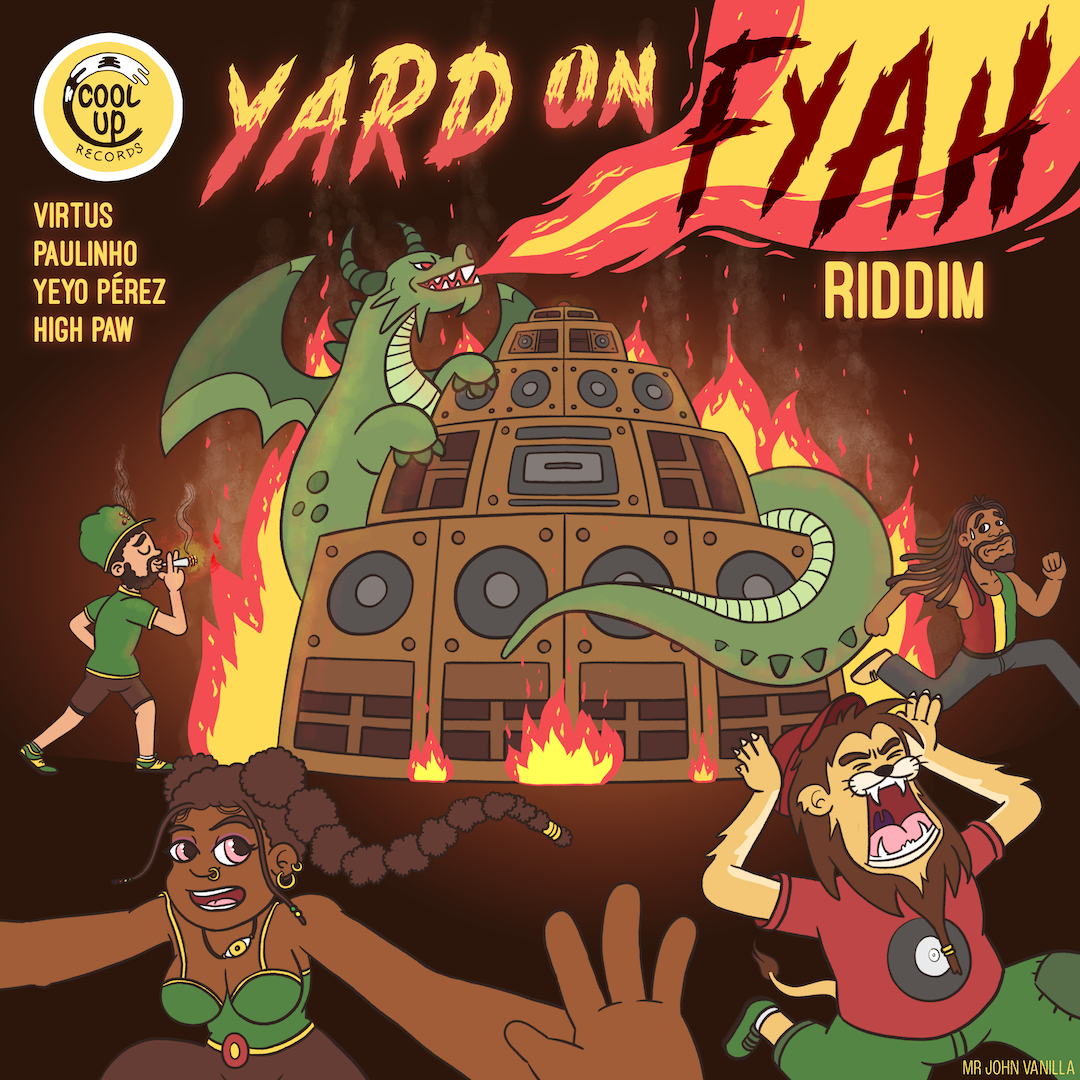 COOL
UP
RECORDS
YARD ON FYAH
RIDDIM
VIRTUS
PAULINHO
YEYO PÉREZ
HIGH PAW
MR JOHN VANILLA